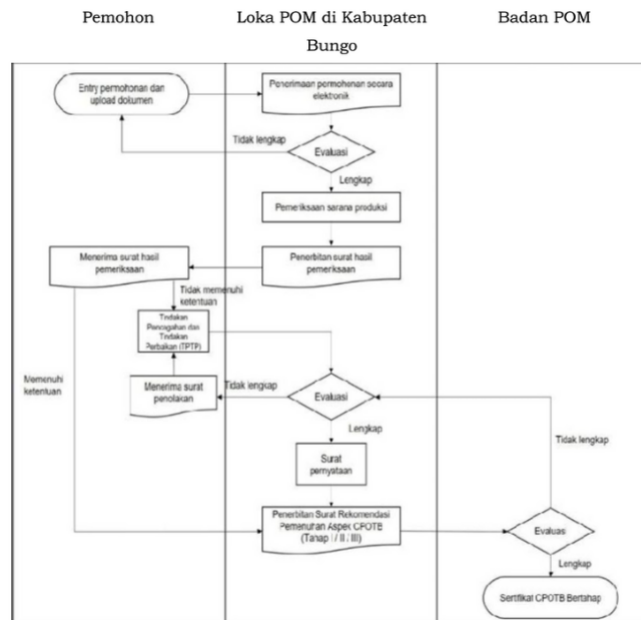 Pemohon
Loka POM di Kabupaten
Bungo
Badan POM
Entry permohonan dan
upload dokumen
Penerimaan permohonan secara
elektronik
Tidak lengkap
Evaluasi
Lengkap
Pemeriksaan sarana produksi
Menerima surat hasil
pemeriksaan
Penerbitan surat hasil
pemeriksaan
Tidak memenuhi
ketentuan
Tindakan
Pencegahan dan
Tindakan
Perbaikan (TPTP)
Memenuhi
ketentuan
Menerima surat
penolakan
Tidak lengkap
Evaluasi
Lengkap
Tidak lengkap
Surat
pernyataan
Penerbitan Surat Rekomendasi
Pemenuhan Aspek CPOTB
(Tahap I / II / III)
Evaluasi
Lengkap
Sertifikat CPOTB Bertahap